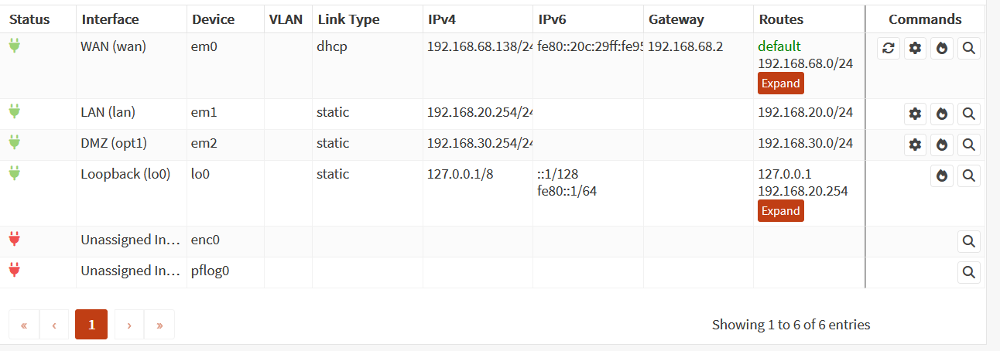 Status Interface Device VLAN Link Type IPv4 IPv6 Gateway Routes Commands
WAN (wan) em0 dhcp 192.168.68.138/24 fe80::20c:29ff:fe95 192.168.68.2 default
192.168.68.0/24
Expand
LAN (lan) em1 static 192.168.20.254/24 192.168.20.0/24
DMZ (opt1) em2 static 192.168.30.254/24 192.168.30.0/24
Loopback (lo0) lo0 static 127.0.0.1/8 ::1/128 127.0.0.1
fe80::1/64 192.168.20.254
Expand
Unassigned In… enc0
Unassigned In… pflog0
« ‹ 1 › » Showing 1 to 6 of 6 entries